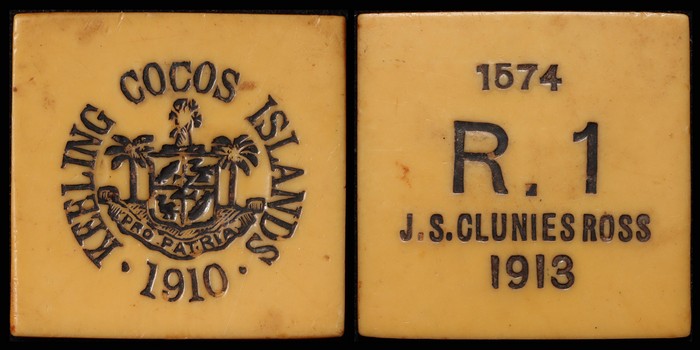 KEELING COCOS ISLANDS
PRO PATRIA
· 1910 ·
1574
R. 1
J.S. CLUNIES ROSS
1913